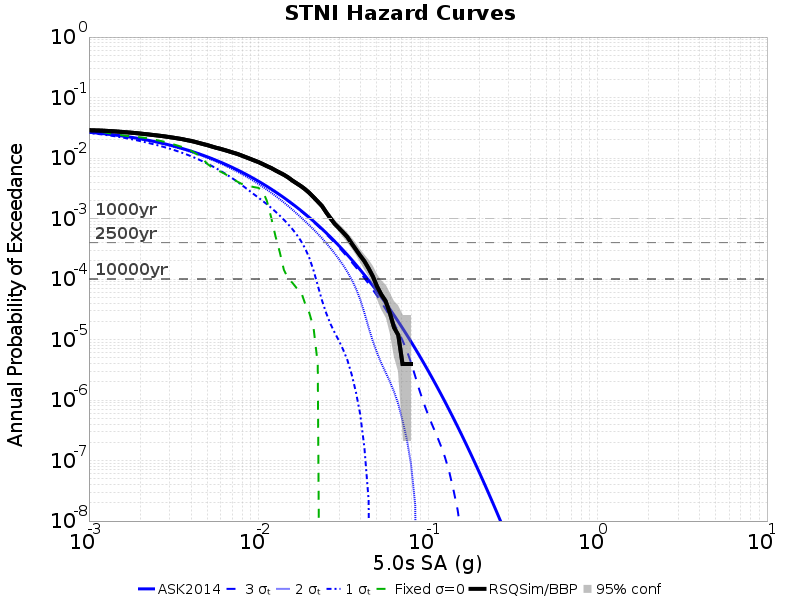 STNI Hazard Curves
Annual Probability of Exceedance
10^0
10^-1
10^-2
10^-3
10^-4
10^-5
10^-6
10^-7
10^-8
1000yr
2500yr
10000yr
10^-3 10^-2 10^-1 10^0 10^1
5.0s SA (g)
ASK2014 3 σₜ 2 σₜ 1 σₜ Fixed σ=0 RSQSim/BBP 95% conf